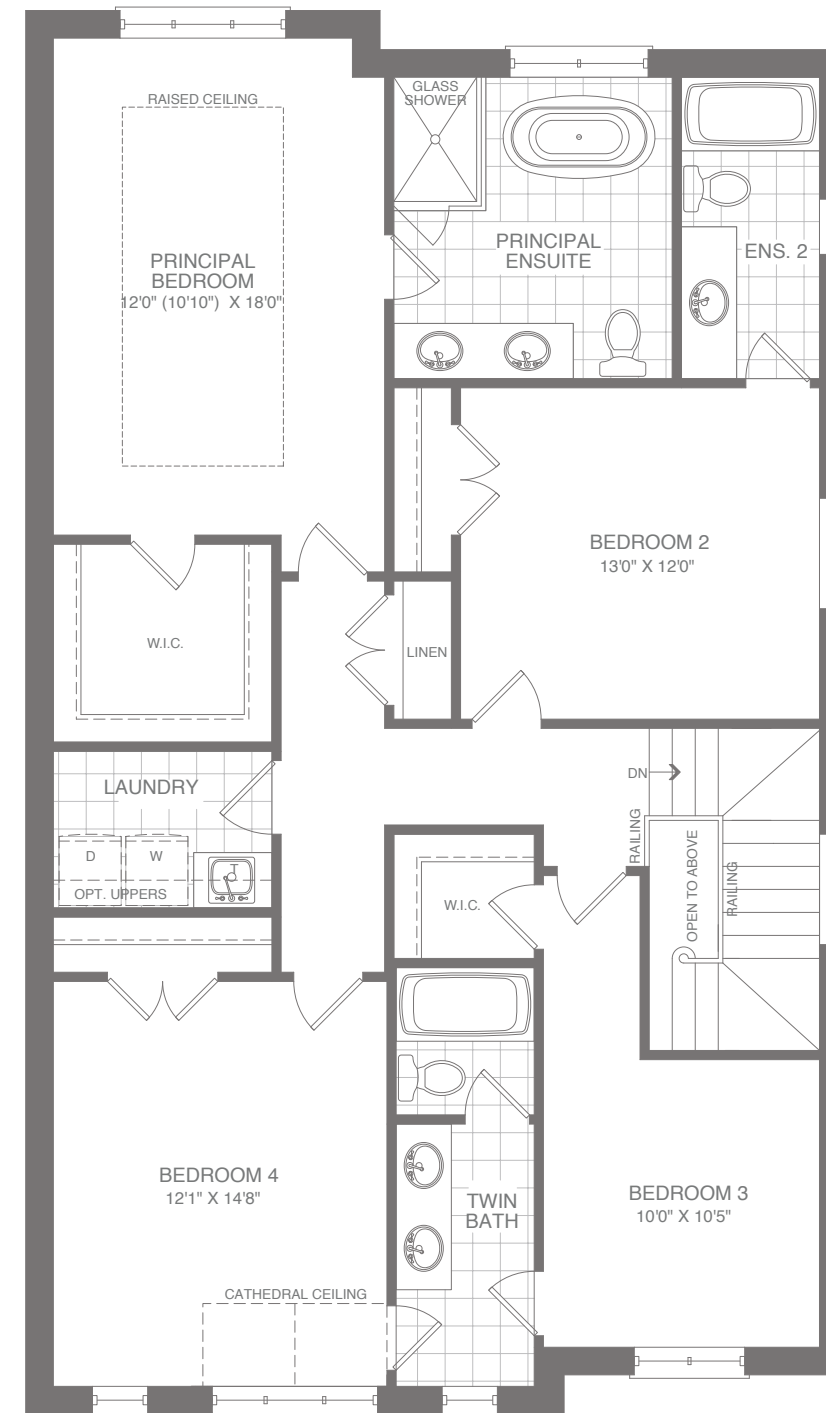 GLASS
SHOWER
RAISED CEILING
PRINCIPAL
ENSUITE
ENS. 2
PRINCIPAL
BEDROOM
12'0" (10'10") X 18'0"
BEDROOM 2
13'0" X 12'0"
W.I.C.
LINEN
DN
LAUNDRY
RAILING
OPEN TO ABOVE
RAILING
D
W
T
OPT. UPPERS
W.I.C.
BEDROOM 4
12'1" X 14'8"
TWIN
BATH
BEDROOM 3
10'0" X 10'5"
CATHEDRAL CEILING